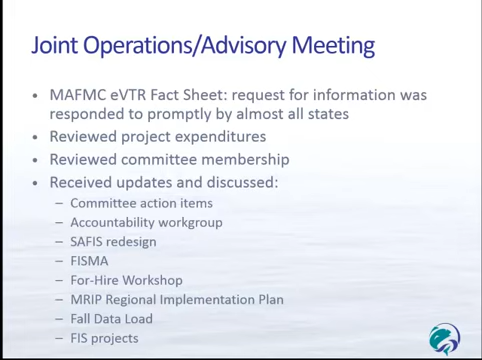 Joint Operations/Advisory Meeting
• MAFMC eVTR Fact Sheet: request for information was
responded to promptly by almost all states
• Reviewed project expenditures
• Reviewed committee membership
• Received updates and discussed:
– Committee action items
– Accountability workgroup
– SAFIS redesign
– FISMA
– For-Hire Workshop
– MRIP Regional Implementation Plan
– Fall Data Load
– FIS projects